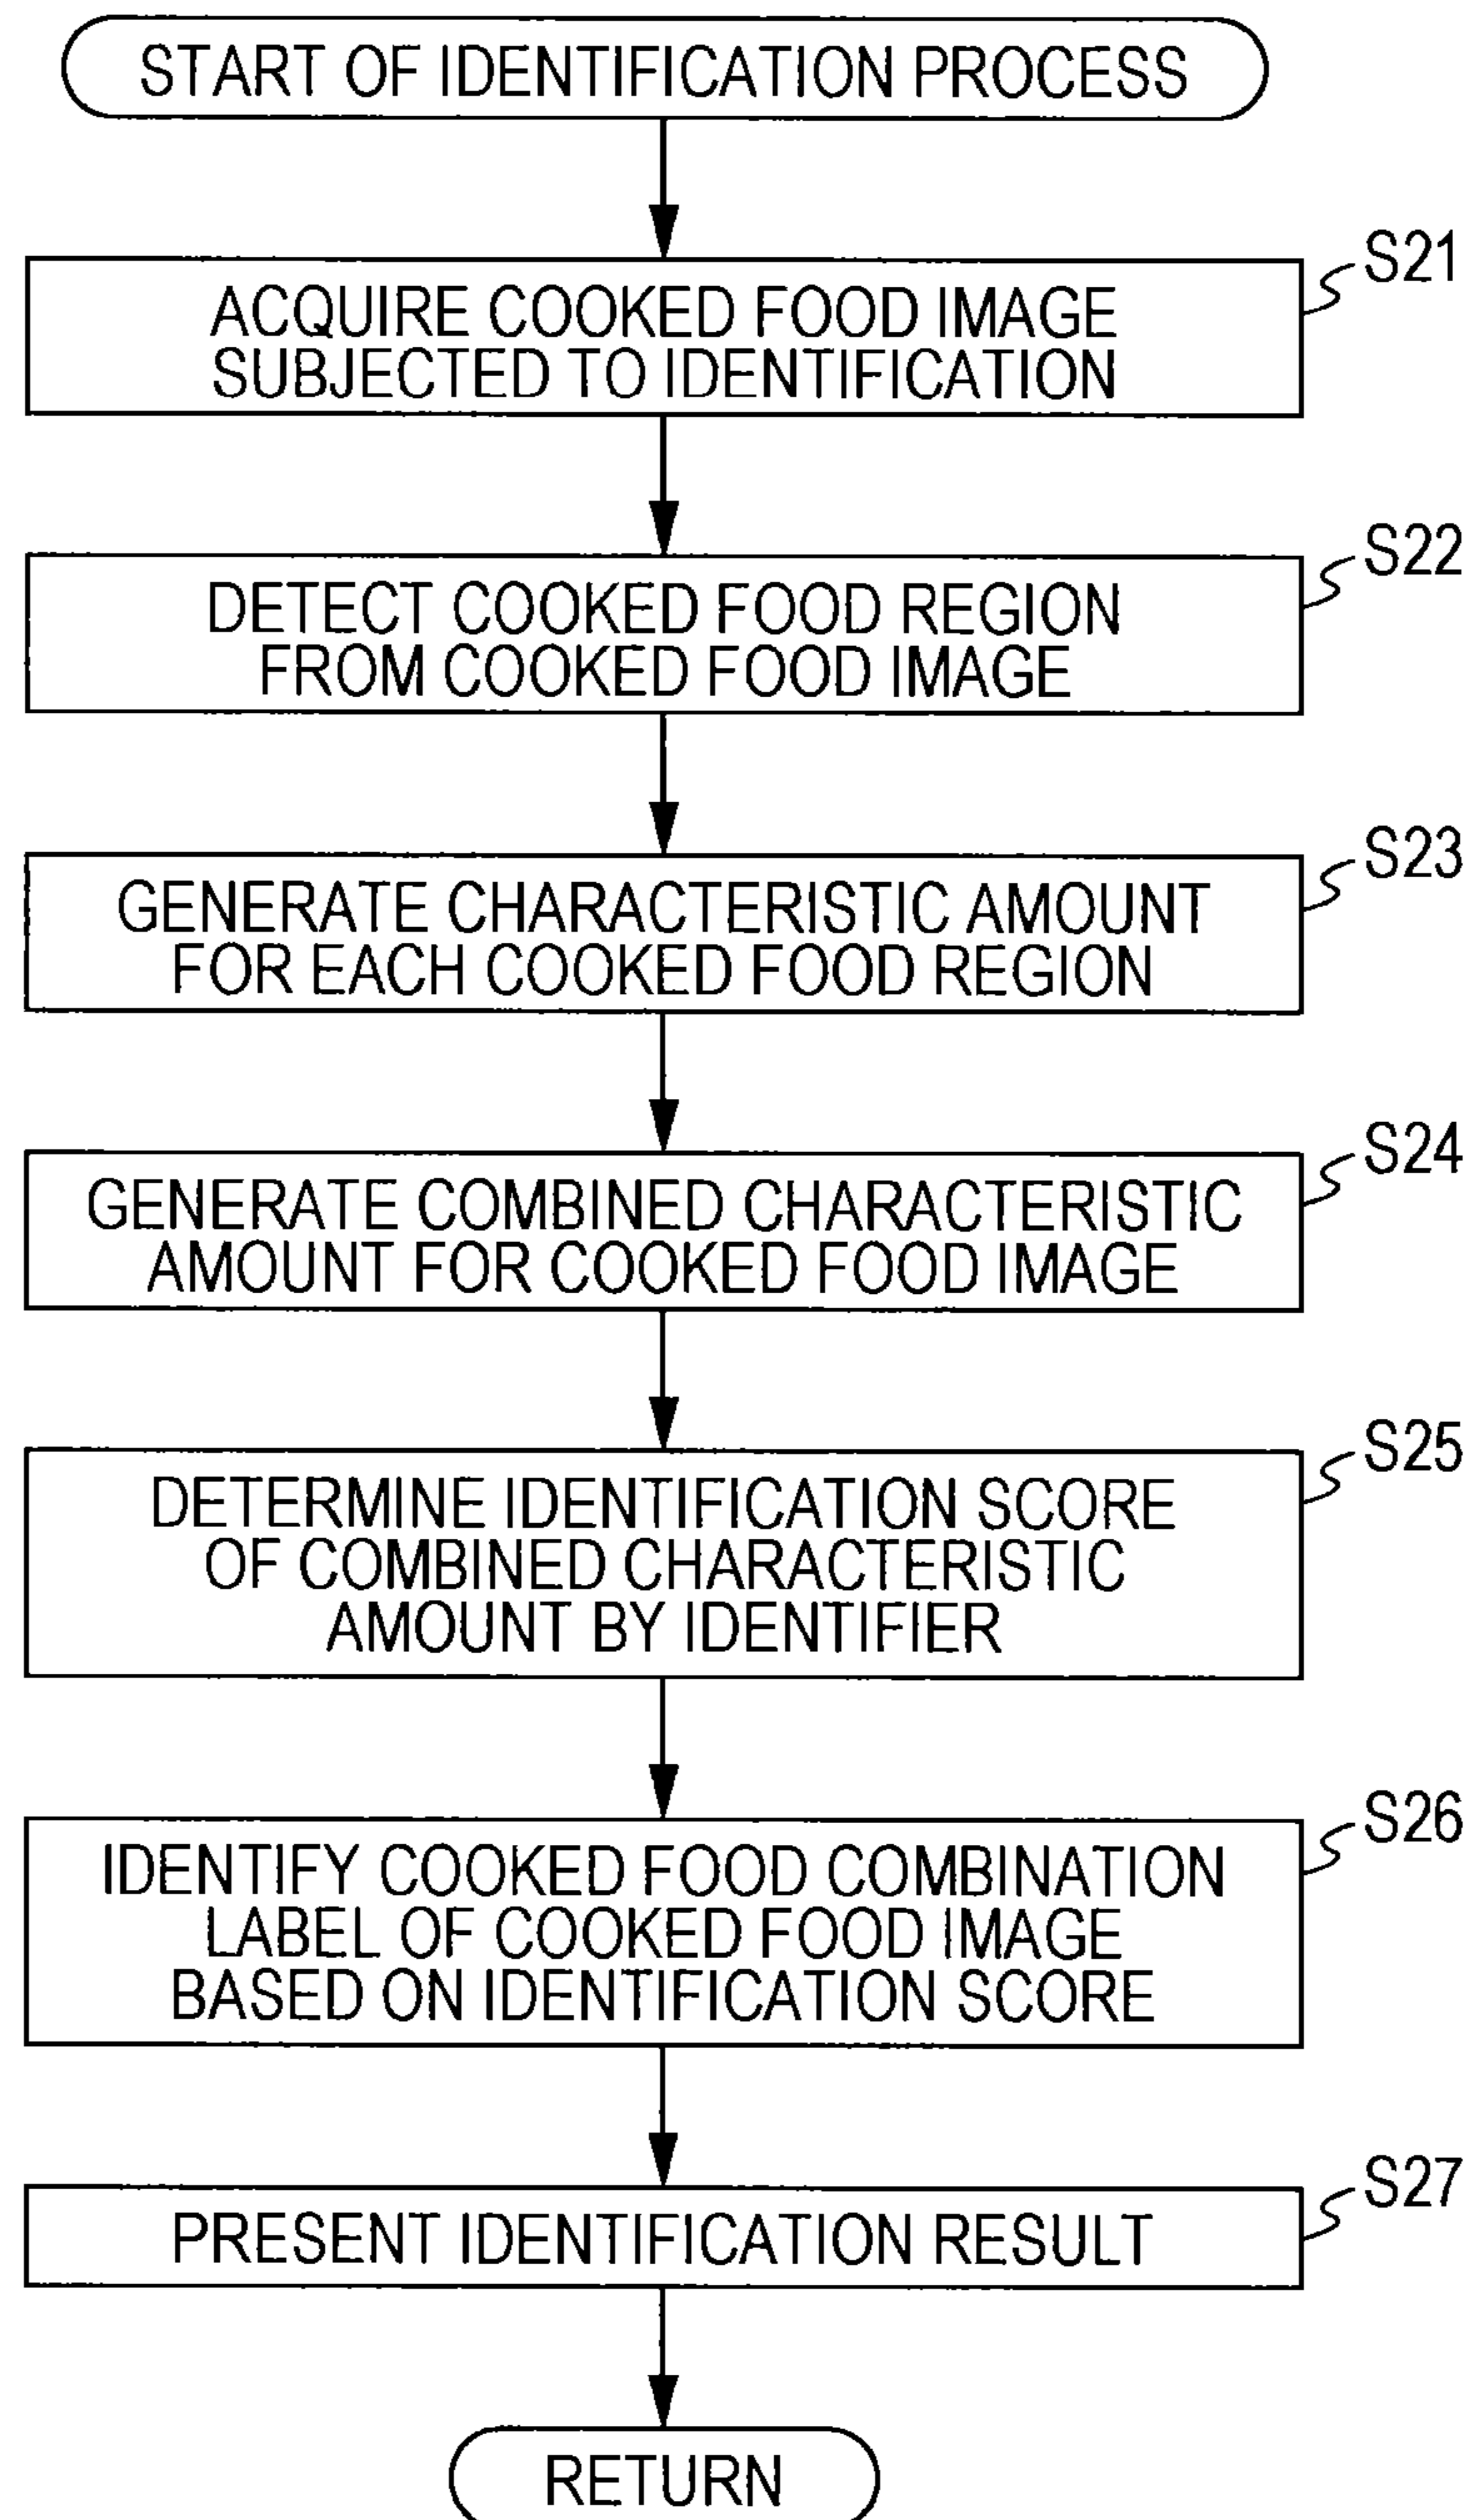 START OF IDENTIFICATION PROCESS
S21
ACQUIRE COOKED FOOD IMAGE
SUBJECTED TO IDENTIFICATION
S22
DETECT COOKED FOOD REGION
FROM COOKED FOOD IMAGE
S23
GENERATE CHARACTERISTIC AMOUNT
FOR EACH COOKED FOOD REGION
S24
GENERATE COMBINED CHARACTERISTIC
AMOUNT FOR COOKED FOOD IMAGE
S25
DETERMINE IDENTIFICATION SCORE
OF COMBINED CHARACTERISTIC
AMOUNT BY IDENTIFIER
S26
IDENTIFY COOKED FOOD COMBINATION
LABEL OF COOKED FOOD IMAGE
BASED ON IDENTIFICATION SCORE
S27
PRESENT IDENTIFICATION RESULT
RETURN